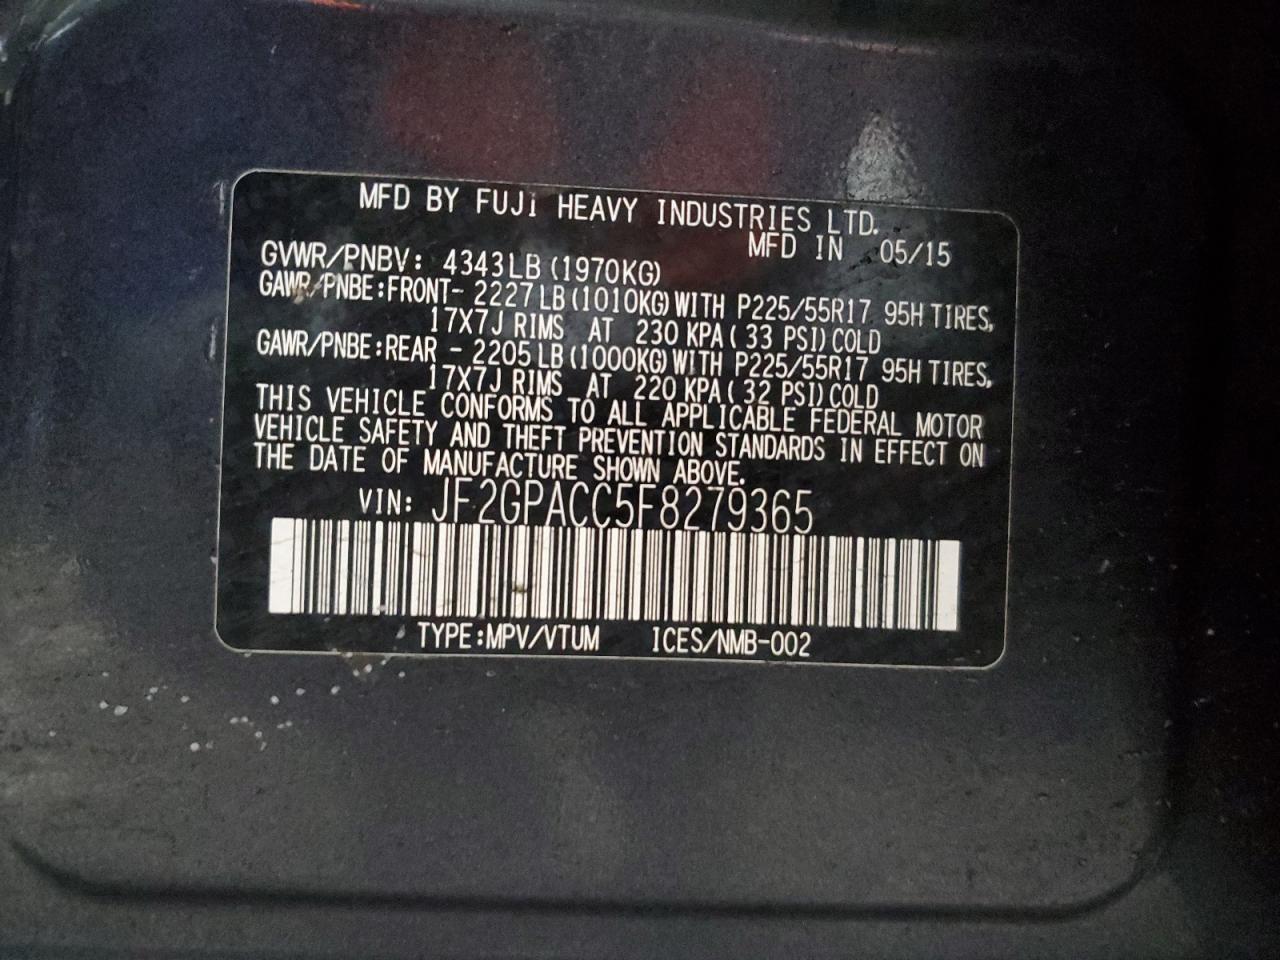 MFD BY FUJI HEAVY INDUSTRIES LTD.
MFD IN 05/15
GVWR/PNBV: 4343LB (1970KG)
GAWR/PNBE:FRONT- 2227LB (1010KG) WITH P225/55R17 95H TIRES,
17X7J RIMS AT 230 KPA( 33 PSI) COLD
GAWR/PNBE:REAR - 2205LB (1000KG) WITH P225/55R17 95H TIRES,
17X7J RIMS AT 220 KPA( 32 PSI) COLD
THIS VEHICLE CONFORMS TO ALL APPLICABLE FEDERAL MOTOR
VEHICLE SAFETY AND THEFT PREVENTION STANDARDS IN EFFECT ON
THE DATE OF MANUFACTURE SHOWN ABOVE.
VIN: JF2GPACC5F8279365
TYPE:MPV/VTUM ICES/NMB-002